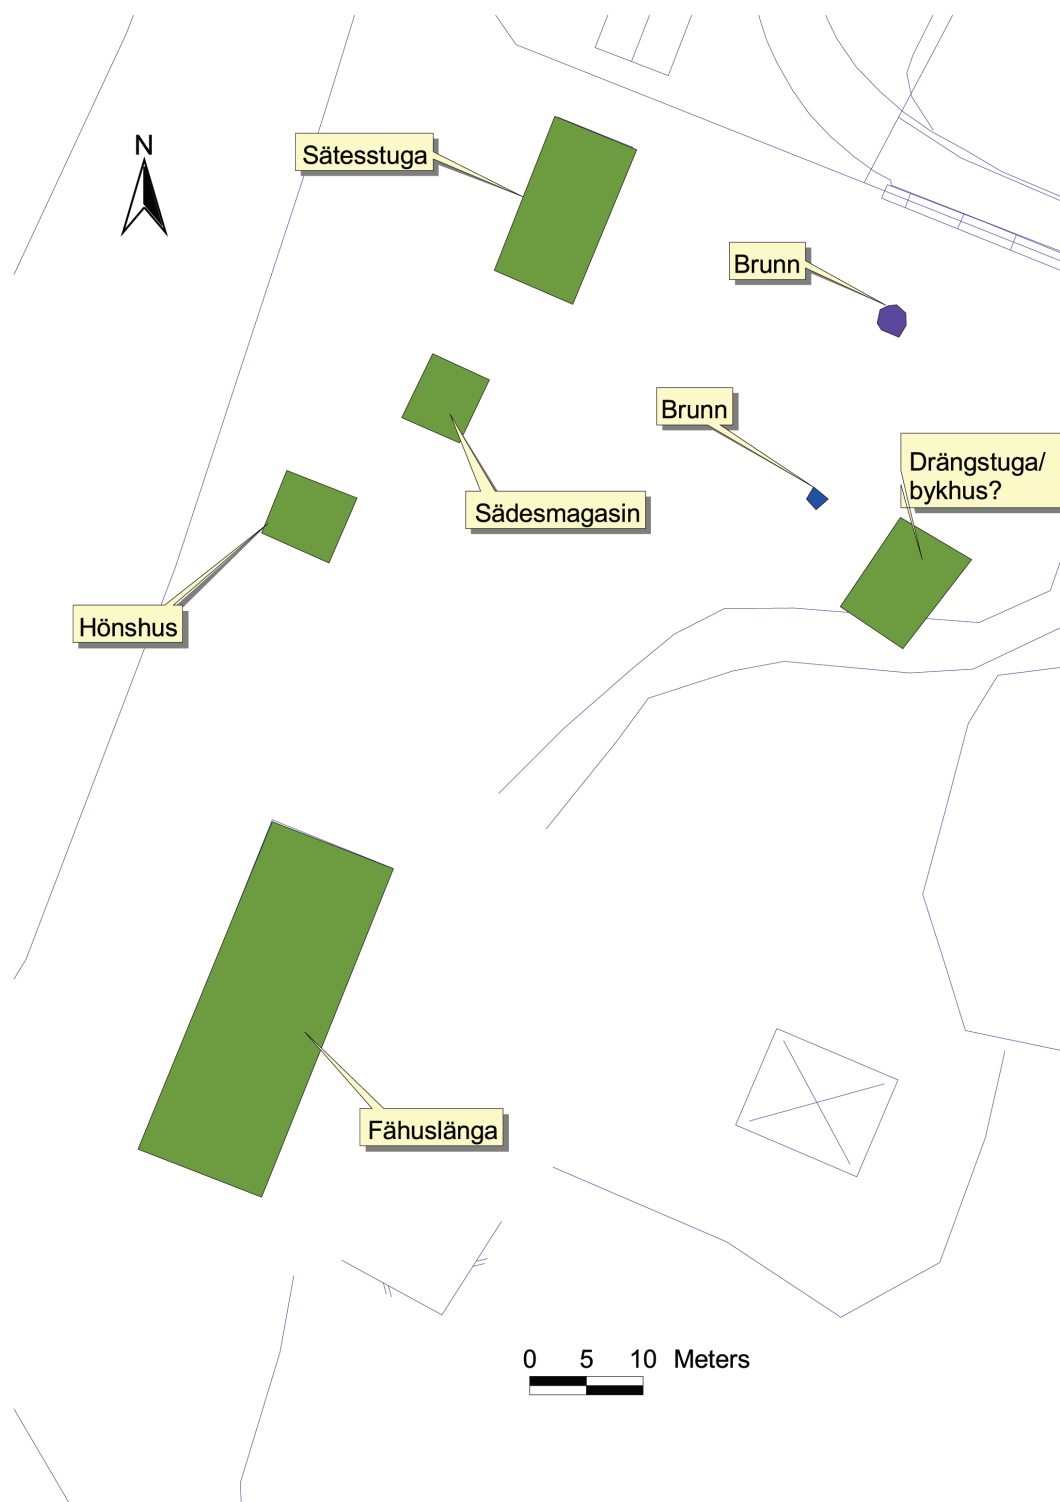 N
Sätesstuga
Brunn
Brunn
Drängstuga/
bykhus?
Sädesmagasin
Hönshus
Fähuslänga
0 5 10 Meters